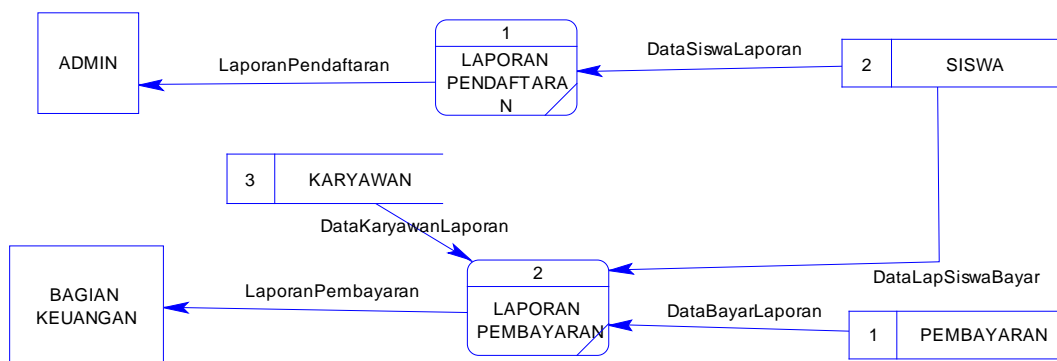 ADMIN
LaporanPendaftaran
1
LAPORAN
PENDAFTARA
N
DataSiswaLaporan
2
SISWA
3
KARYAWAN
DataKaryawanLaporan
BAGIAN
KEUANGAN
LaporanPembayaran
2
LAPORAN
PEMBAYARAN
DataLapSiswaBayar
DataBayarLaporan
1
PEMBAYARAN